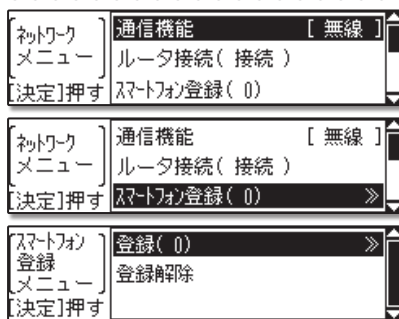 ネットワーク
メニュー
[決定]押す
通信機能 [ 無線 ]
ルータ接続( 接続 )
スマートフォン登録( 0)
ネットワーク
メニュー
[決定]押す
通信機能 [ 無線 ]
ルータ接続( 接続 )
スマートフォン登録( 0) ≫
スマートフォン
登録
メニュー
[決定]押す
登録( 0) ≫
登録解除